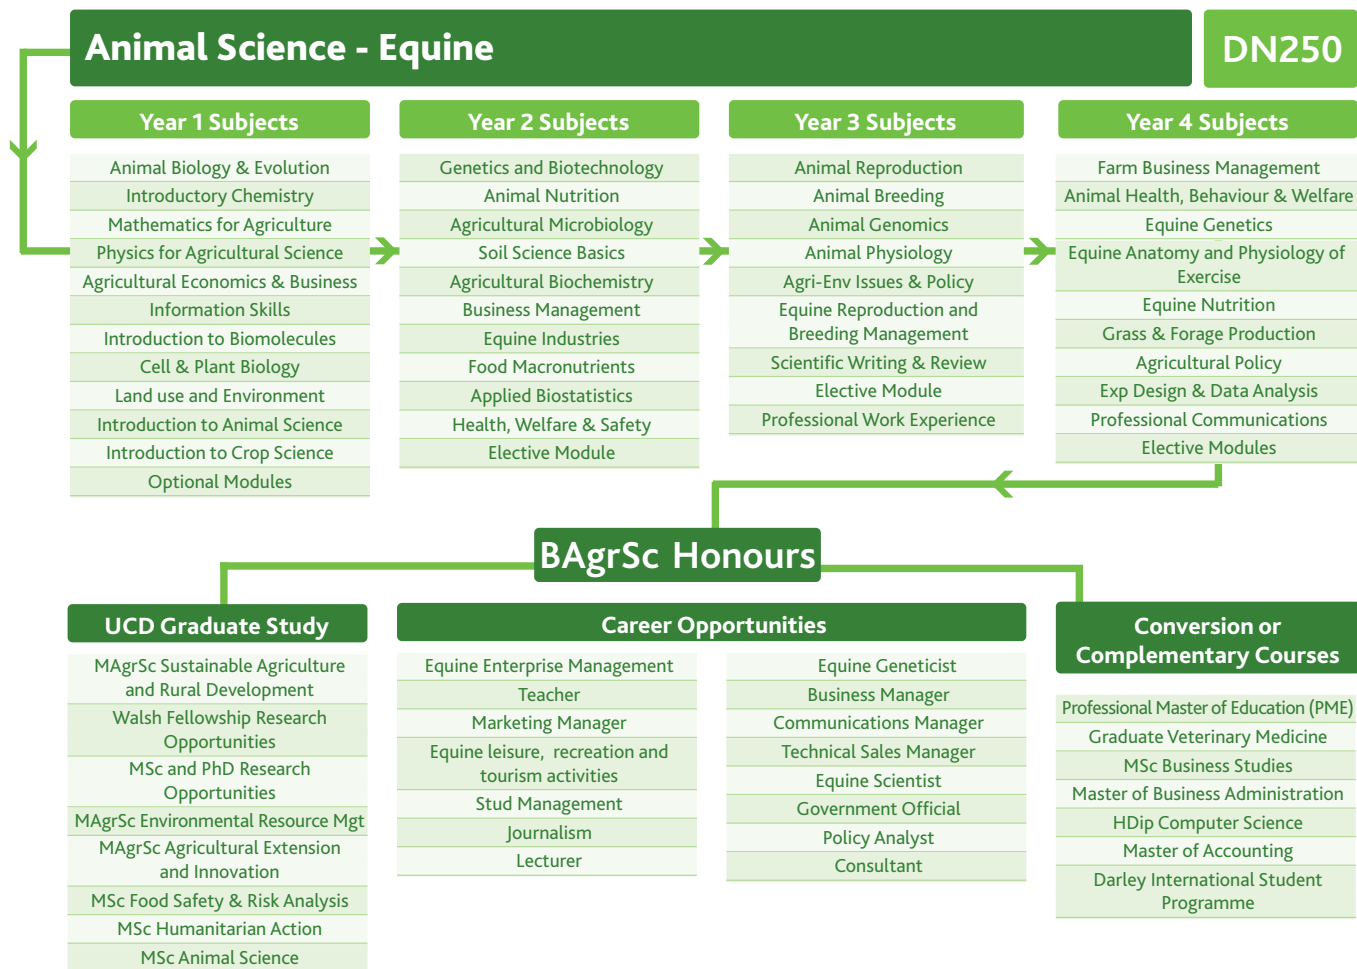 Animal Science - Equine
DN250
Year 1 Subjects
Animal Biology & Evolution
Introductory Chemistry
Mathematics for Agriculture
Physics for Agricultural Science
Agricultural Economics & Business
Information Skills
Introduction to Biomolecules
Cell & Plant Biology
Land use and Environment
Introduction to Animal Science
Introduction to Crop Science
Optional Modules
Year 2 Subjects
Genetics and Biotechnology
Animal Nutrition
Agricultural Microbiology
Soil Science Basics
Agricultural Biochemistry
Business Management
Equine Industries
Food Macronutrients
Applied Biostatistics
Health, Welfare & Safety
Elective Module
Year 3 Subjects
Animal Reproduction
Animal Breeding
Animal Genomics
Animal Physiology
Agri-Env Issues & Policy
Equine Reproduction and
Breeding Management
Scientific Writing & Review
Elective Module
Professional Work Experience
Year 4 Subjects
Farm Business Management
Animal Health, Behaviour & Welfare
Equine Genetics
Equine Anatomy and Physiology of
Exercise
Equine Nutrition
Grass & Forage Production
Agricultural Policy
Exp Design & Data Analysis
Professional Communications
Elective Modules
BAgrSc Honours
UCD Graduate Study
MAgrSc Sustainable Agriculture
and Rural Development
Walsh Fellowship Research
Opportunities
MSc and PhD Research
Opportunities
MAgrSc Environmental Resource Mgt
MAgrSc Agricultural Extension
and Innovation
MSc Food Safety & Risk Analysis
MSc Humanitarian Action
MSc Animal Science
Career Opportunities
Equine Enterprise Management
Teacher
Marketing Manager
Equine leisure, recreation and
tourism activities
Stud Management
Journalism
Lecturer
Equine Geneticist
Business Manager
Communications Manager
Technical Sales Manager
Equine Scientist
Government Official
Policy Analyst
Consultant
Conversion or
Complementary Courses
Professional Master of Education (PME)
Graduate Veterinary Medicine
MSc Business Studies
Master of Business Administration
HDip Computer Science
Master of Accounting
Darley International Student
Programme